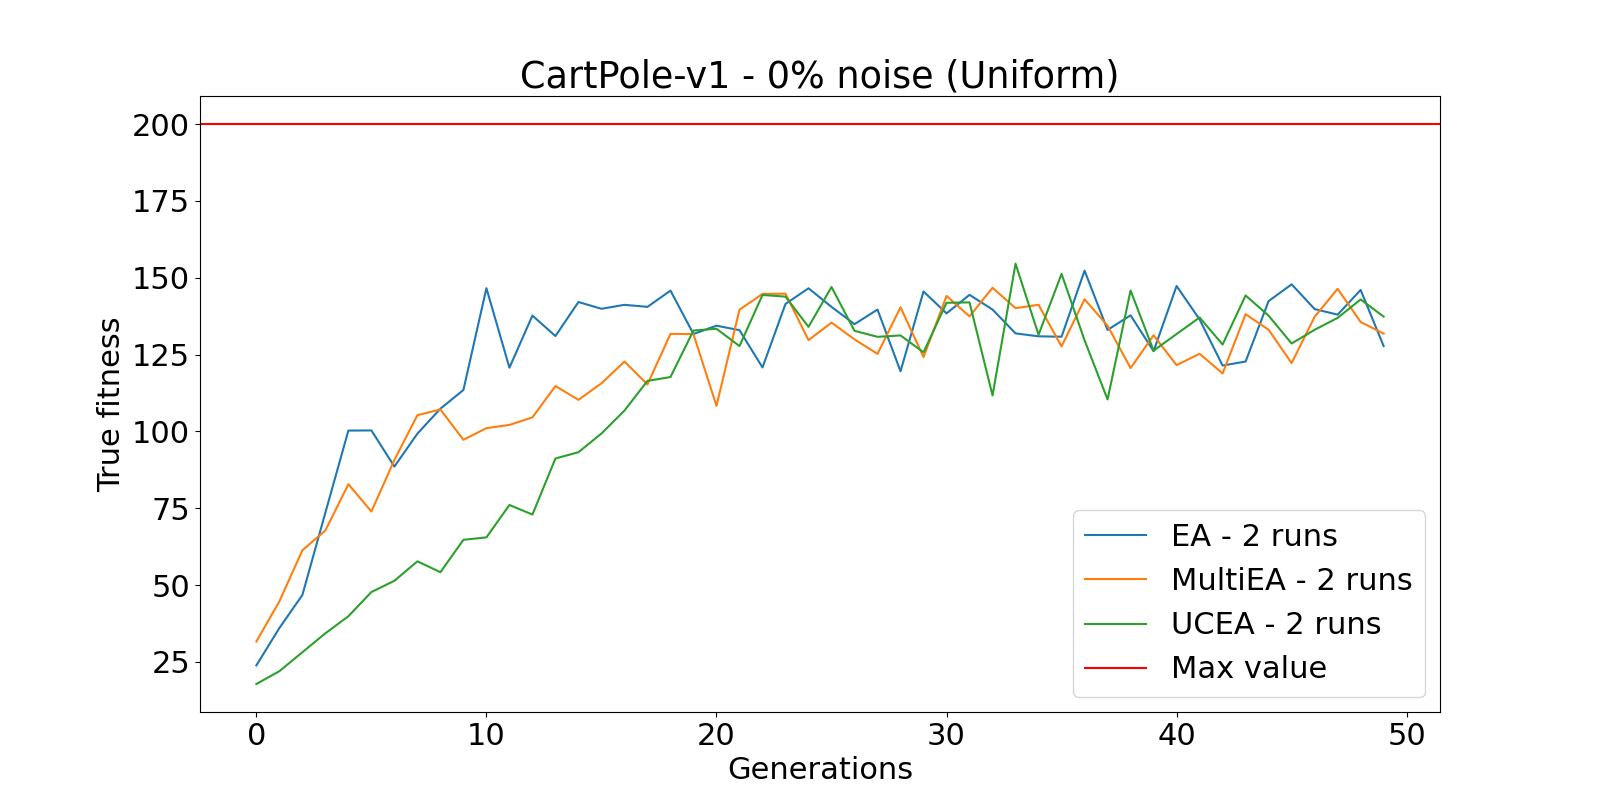 CartPole-v1 - 0% noise (Uniform)
200
175
150
125
100
75
50
25
True fitness
0 10 20 30 40 50
Generations
EA - 2 runs
MultiEA - 2 runs
UCEA - 2 runs
Max value